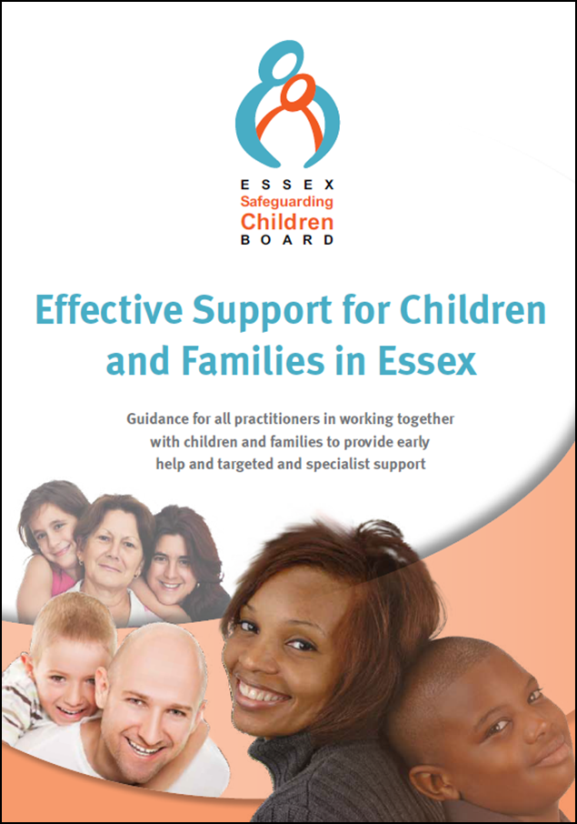 ESSEX
Safeguarding
Children
BOARD
Effective Support for Children
and Families in Essex
Guidance for all practitioners in working together
with children and families to provide early
help and targeted and specialist support